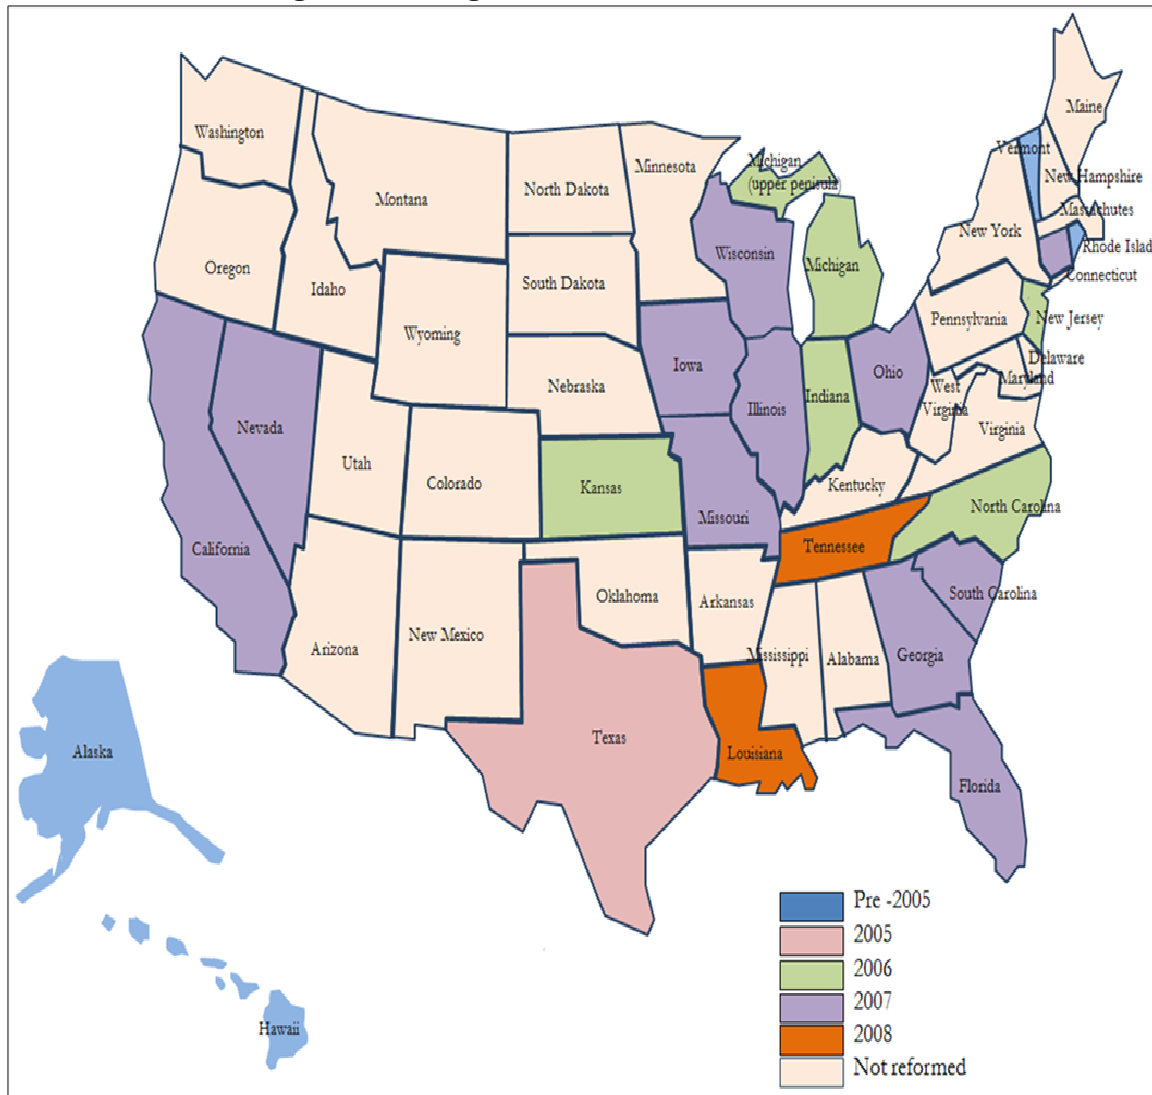 Maine
Washington
Vermont
Michigan
(upper penisula)
Minnesota
New Hampshire
North Dakota
Montana
Massachutes
New York
Rhode Islad
Wisconsin
Michigan
Oregon
Connecticut
South Dakota
Idaho
New Jersey
Pennsylvania
Wyoming
Delaware
Iowa
Ohio
Maryland
Nebraska
West
Virginia
Indiana
Illinois
Nevada
Virginia
Utah
Colorado
Kansas
Kentucky
North Carolina
Missouri
California
Tennessee
South Carolina
Oklahoma
Arkansas
New Mexico
Arizona
Mississippi
Alabama
Georgia
Texas
Alaska
Louisiana
Florida
Pre -2005
2005
2006
2007
2008
Hawaii
Not reformed